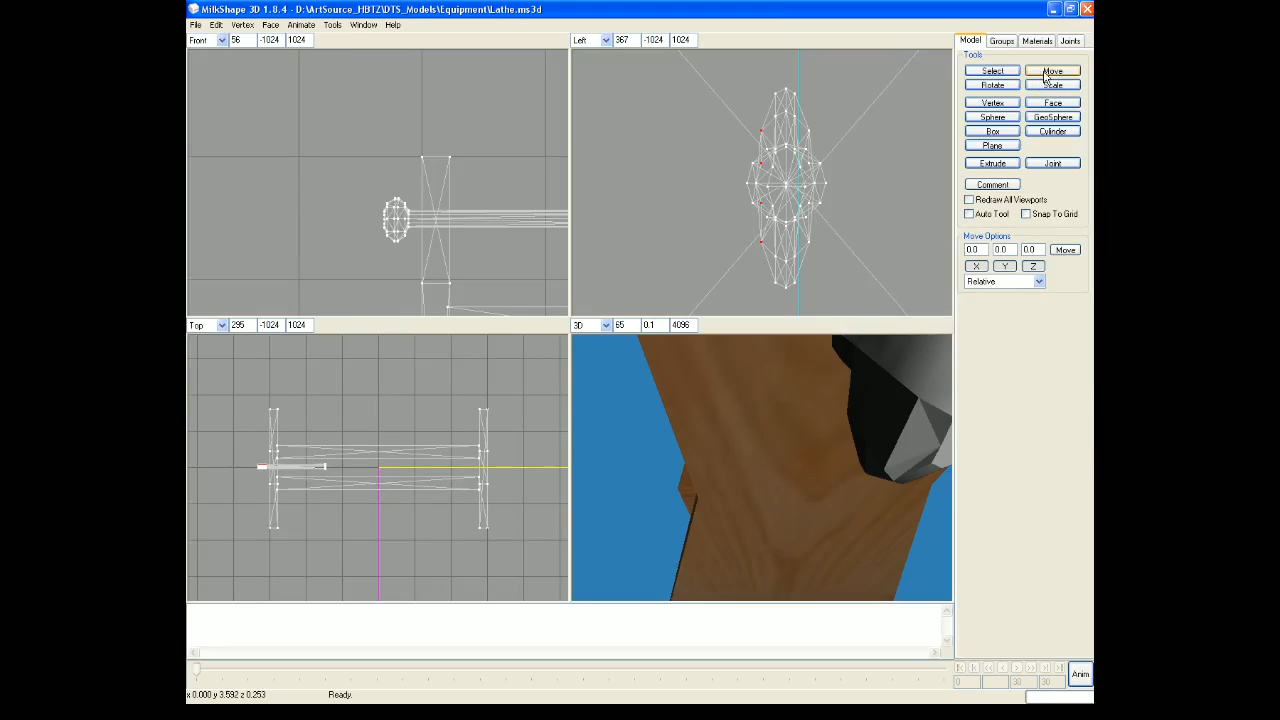 MilkShape 3D 1.8.4 - D:\ArtSource_HBTZ\DTS_Models\Equipment\Lathe.ms3d
File Edit Vertex Face Animate Tools Window Help
Front 56 -1024 1024 Left 367 -1024 1024
Model Groups Materials Joints
Tools
Select Move
Rotate Scale
Vertex Face
Sphere GeoSphere
Box Cylinder
Plane
Extrude Joint
Comment
Redraw All Viewports
Auto Tool Snap To Grid
Move Options
0.0 0.0 0.0 Move
X Y Z
Relative
Top 295 -1024 1024 3D 65 0.1 4096
Anim
0 30 30
x 0.000 y 3.592 z 0.253 Ready.